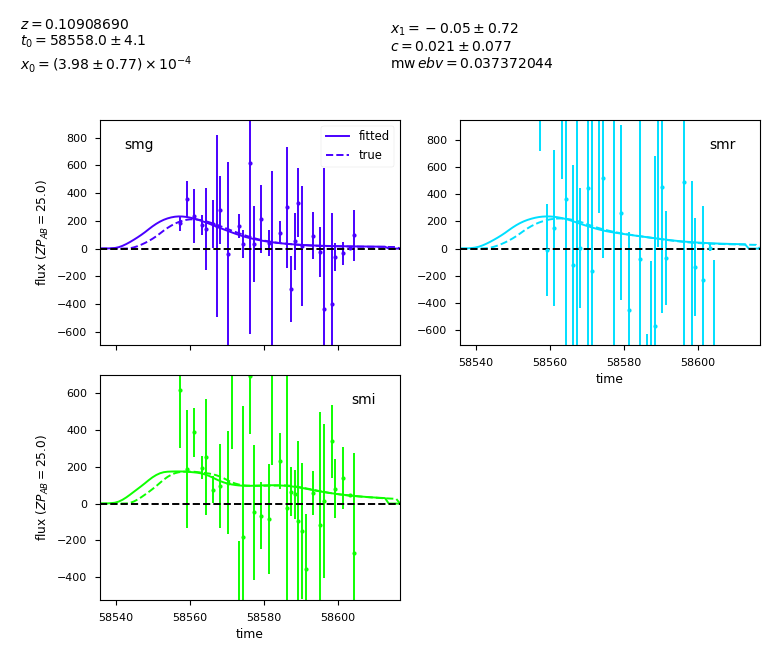 z = 0.10908690
t₀ = 58558.0 ± 4.1
x₀ = (3.98 ± 0.77) × 10⁻⁴
x₁ = −0.05 ± 0.72
c = 0.021 ± 0.077
mw ebv = 0.037372044
smg
fitted
true
800
600
400
200
0
−200
−400
−600
flux (ZP_AB = 25.0)
smr
800
600
400
200
0
−200
−400
−600
58540 58560 58580 58600
time
smi
600
400
200
0
−200
−400
flux (ZP_AB = 25.0)
58540 58560 58580 58600
time